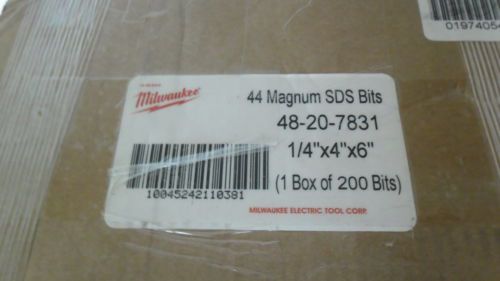 01974054
Milwaukee
44 Magnum SDS Bits
48-20-7831
1/4"x4"x6"
(1 Box of 200 Bits)
10045242110381
MILWAUKEE ELECTRIC TOOL CORP.